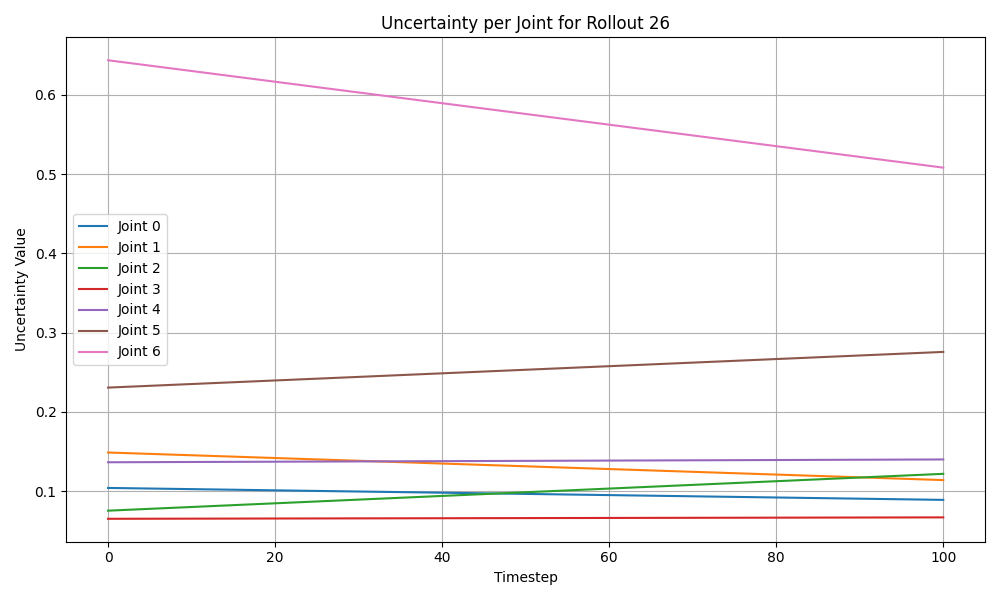 Uncertainty per Joint for Rollout 26
Uncertainty Value
0.6
0.5
0.4
0.3
0.2
0.1
Joint 0
Joint 1
Joint 2
Joint 3
Joint 4
Joint 5
Joint 6
0 20 40 60 80 100
Timestep